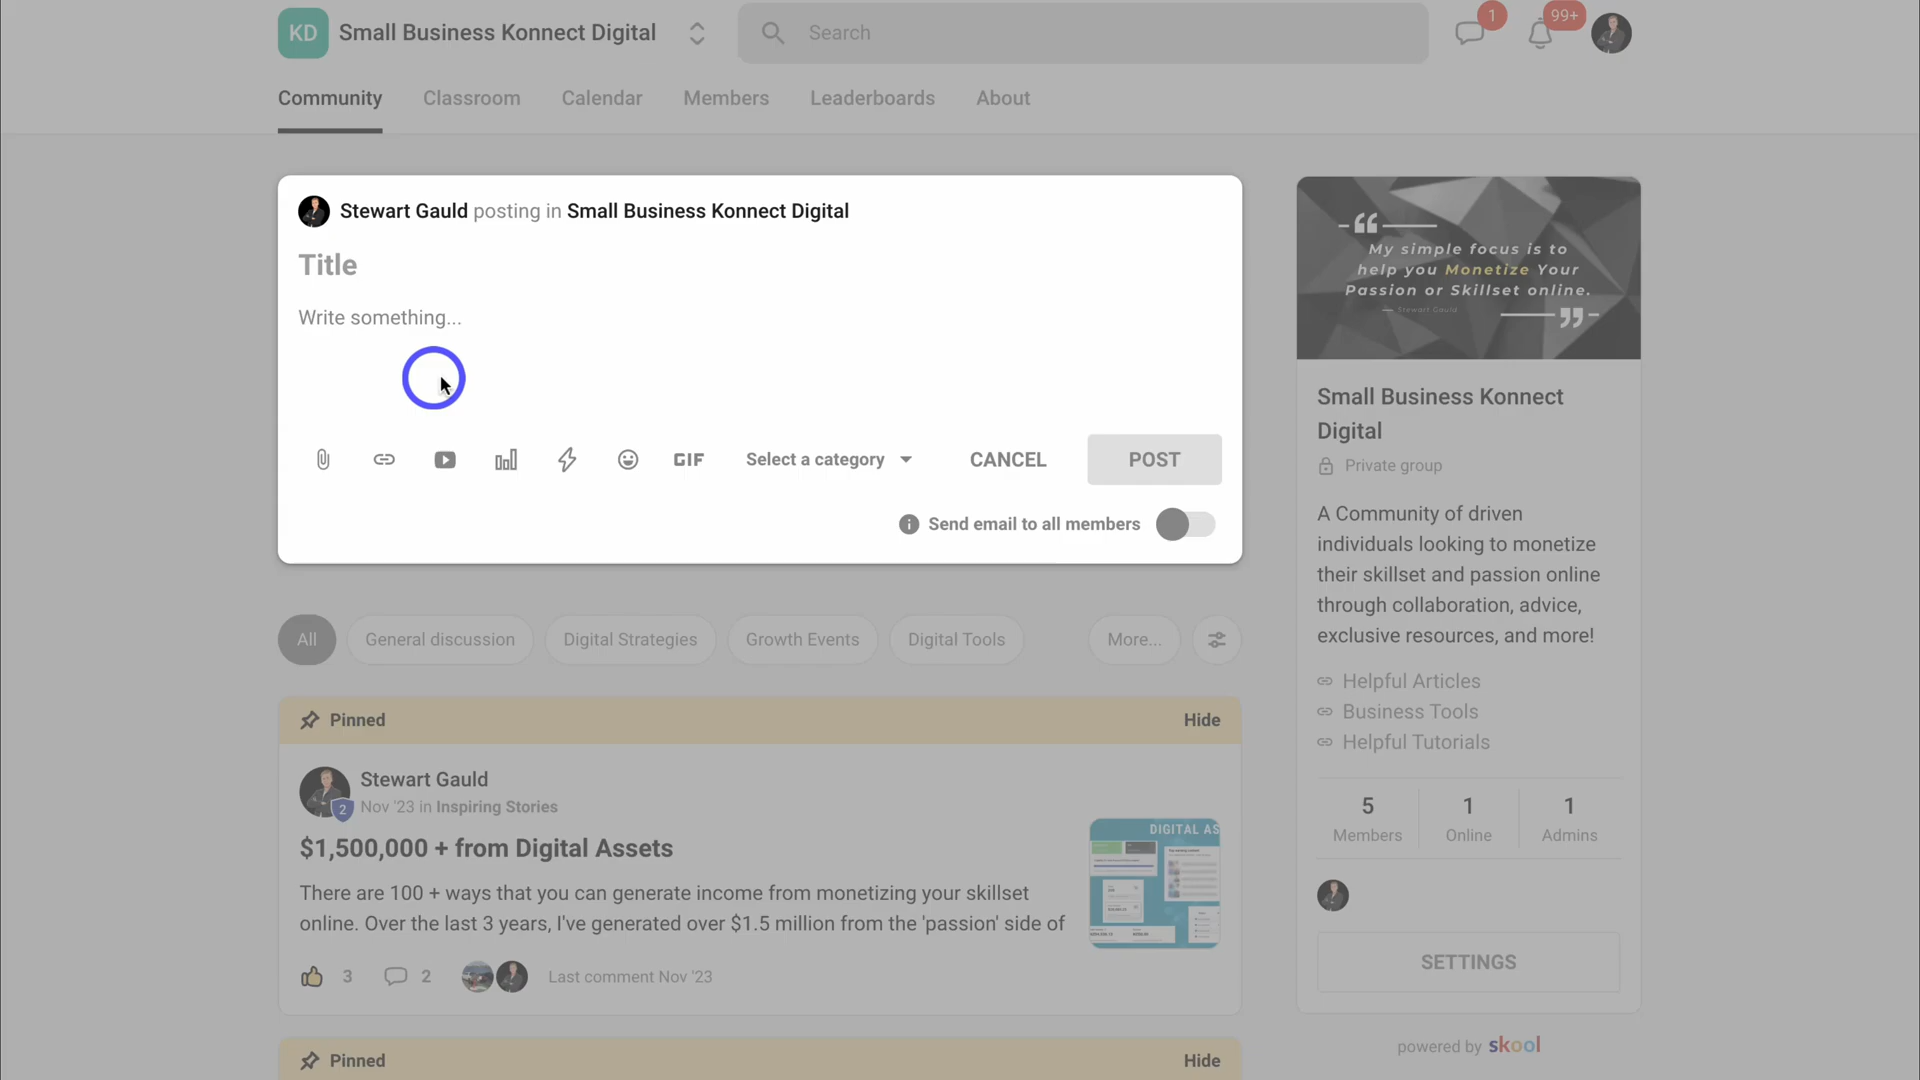 KD Small Business Konnect Digital
Search
1
99+
Community Classroom Calendar Members Leaderboards About
Stewart Gauld posting in Small Business Konnect Digital
Title
Write something...
GIF Select a category CANCEL POST
Send email to all members
All General discussion Digital Strategies Growth Events Digital Tools More...
Pinned Hide
Stewart Gauld
2 Nov '23 in Inspiring Stories
$1,500,000 + from Digital Assets
There are 100 + ways that you can generate income from monetizing your skillset
online. Over the last 3 years, I've generated over $1.5 million from the 'passion' side of
DIGITAL AS
3 2 Last comment Nov '23
Pinned Hide
"My simple focus is to
help you Monetize Your
Passion or Skillset online.
— Stewart Gauld"
Small Business Konnect
Digital
Private group
A Community of driven
individuals looking to monetize
their skillset and passion online
through collaboration, advice,
exclusive resources, and more!
Helpful Articles
Business Tools
Helpful Tutorials
5 1 1
Members Online Admins
SETTINGS
powered by skool